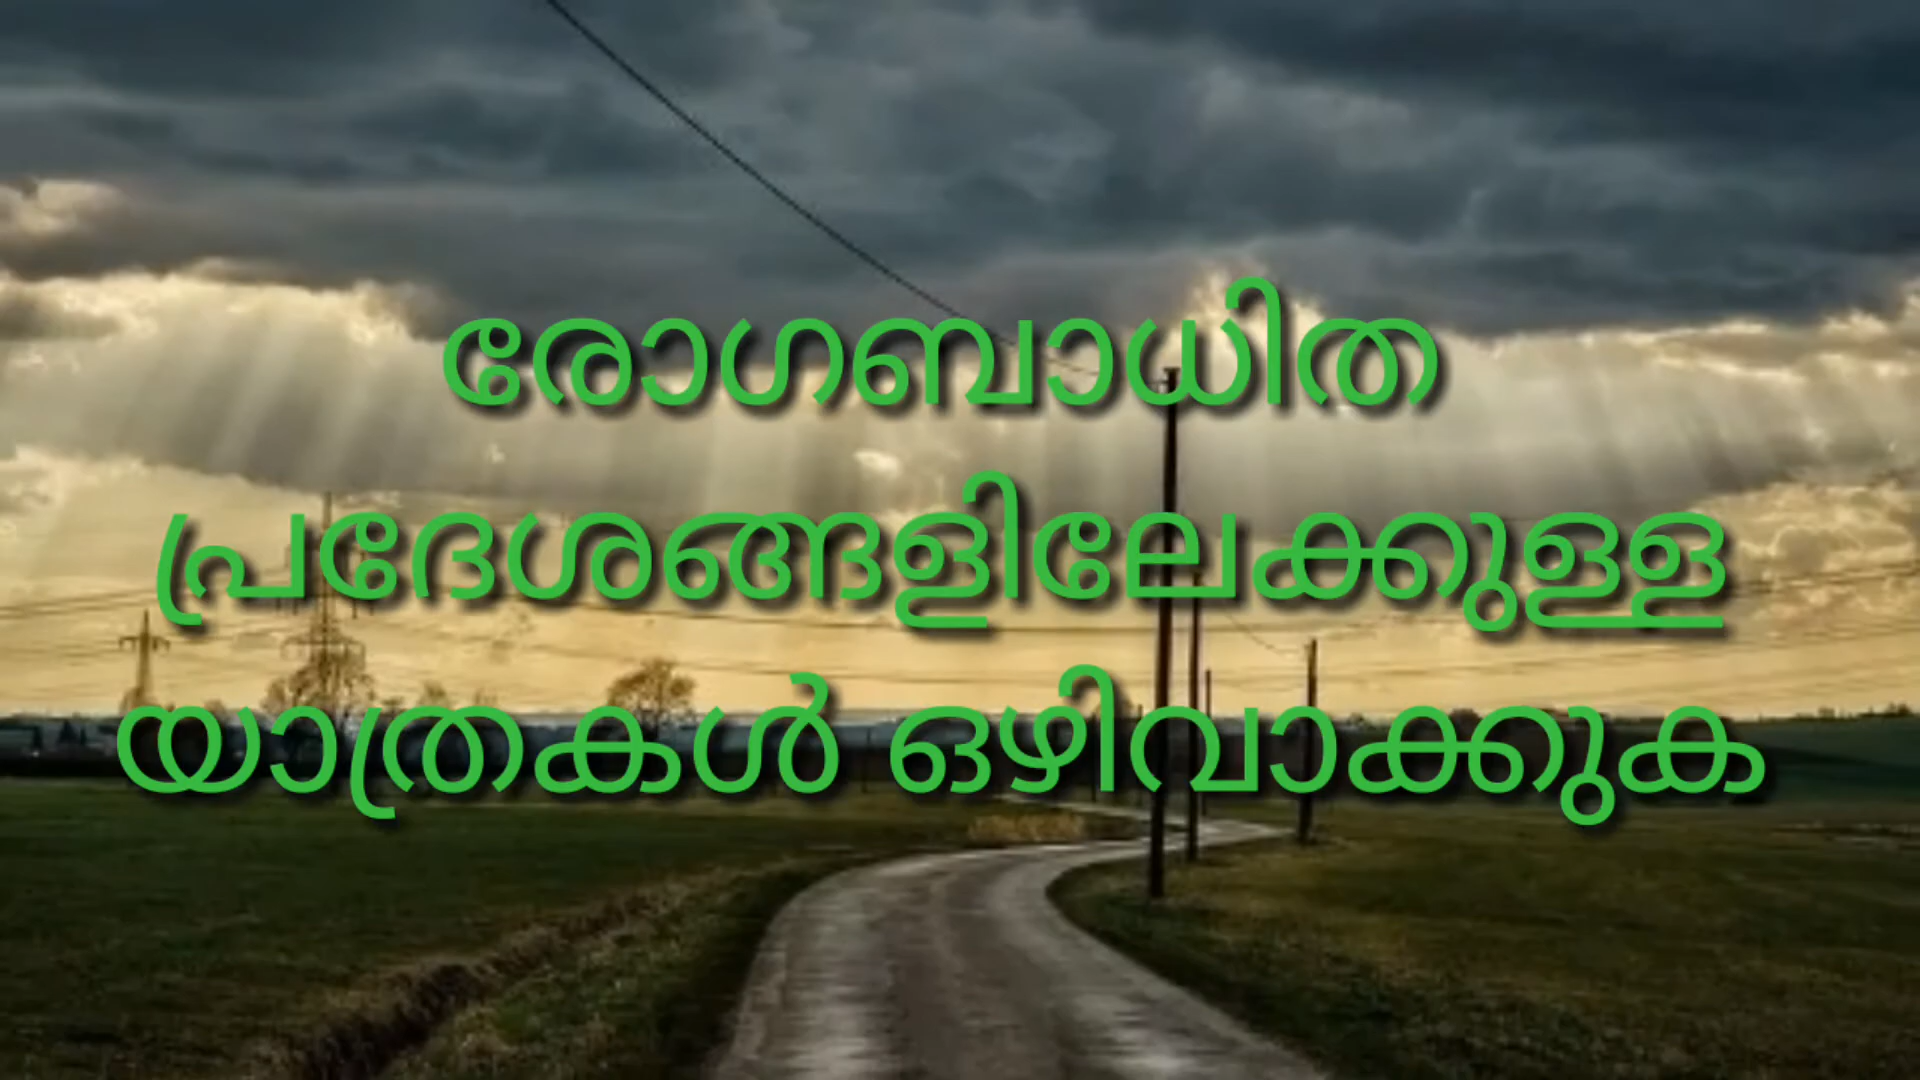 രോഗബാധിത
പ്രദേശങ്ങളിലേക്കുള്ള
യാത്രകൾ ഒഴിവാക്കുക